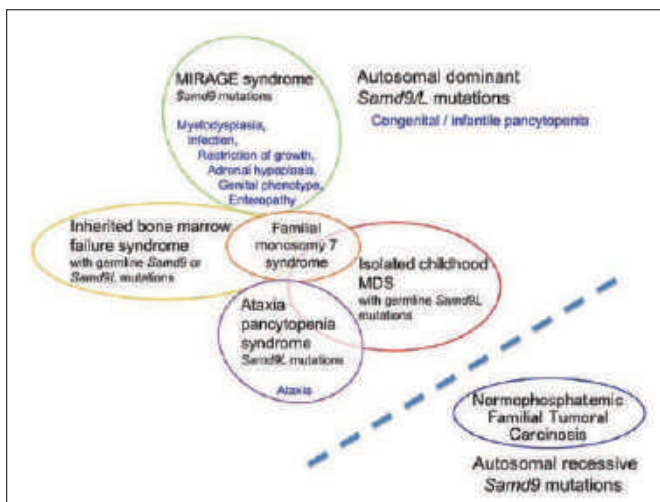 MIRAGE syndrome
Samd9 mutations
Myelodysplasia,
Infection,
Restriction of growth,
Adrenal hypoplasia,
Genital phenotype,
Enteropathy
Autosomal dominant
Samd9/L mutations
Congenital / infantile pancytopenia
Inherited bone marrow
failure syndrome
with germline Samd9 or
Samd9L mutations
Familial
monosomy 7
syndrome
Isolated childhood
MDS
with germline Samd9L
mutations
Ataxia
pancytopenia
syndrome
Samd9L mutations
Ataxia
Normophosphatemic
Familial Tumoral
Carcinosis
Autosomal recessive
Samd9 mutations